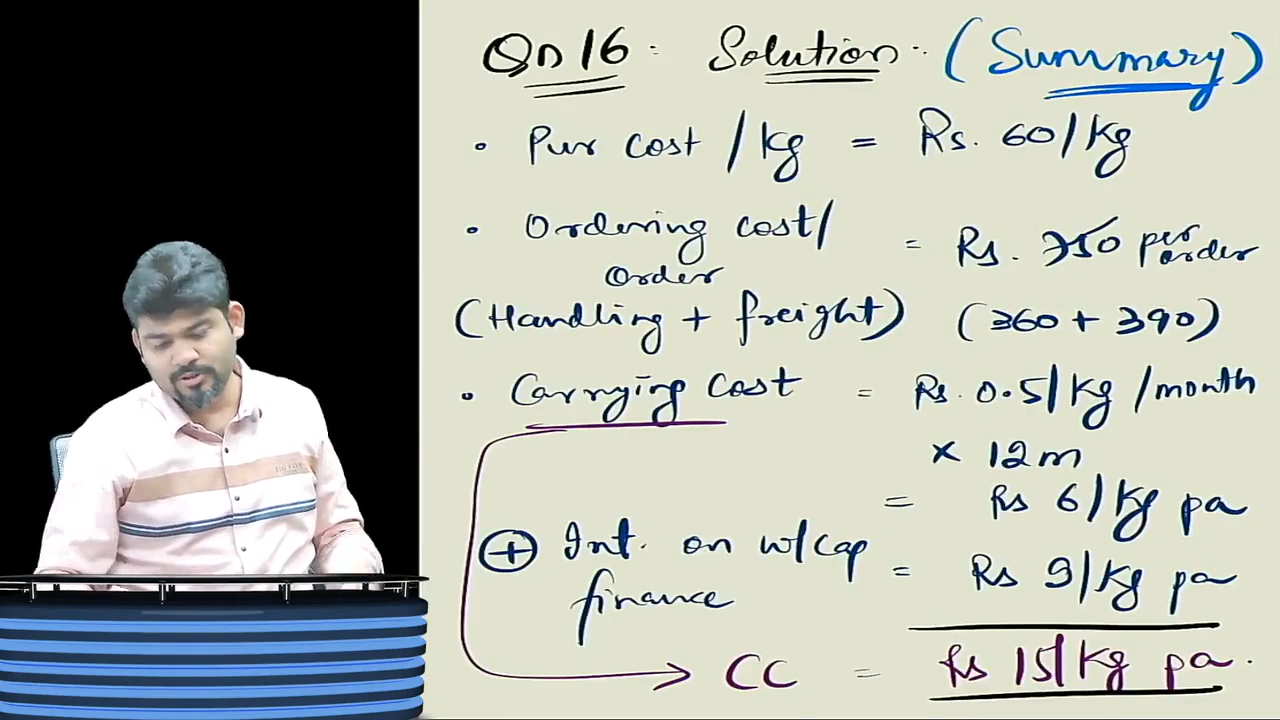 Qn 16 : Solution :- (Summary)
• Pur cost / kg = Rs. 60/kg
• Ordering cost/ order = Rs. 750 per order
(Handling + freight) (360 + 390)
• Carrying cost = Rs. 0.5/kg /month
× 12m
= Rs 6/kg pa
+ Int. on w/cap finance = Rs 9/kg pa
CC = Rs 15/kg pa.